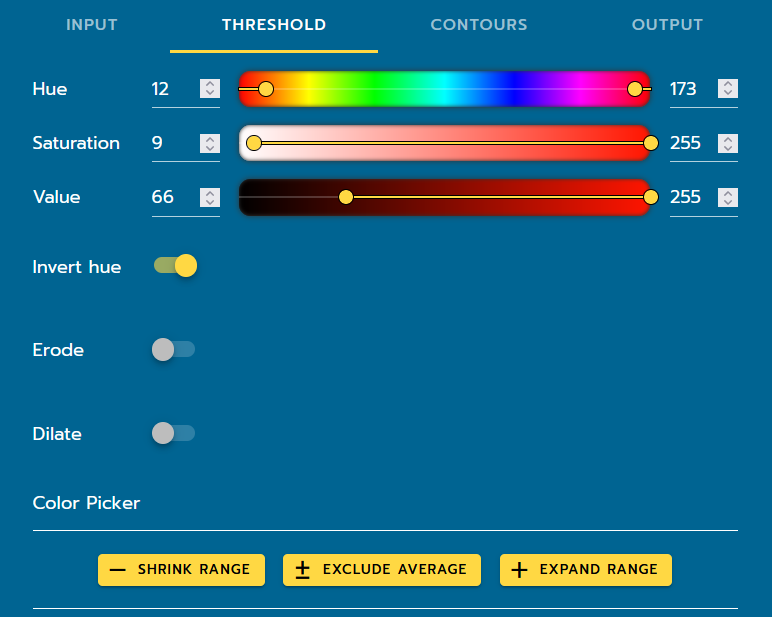 INPUT THRESHOLD CONTOURS OUTPUT
Hue 12 173
Saturation 9 255
Value 66 255
Invert hue
Erode
Dilate
Color Picker
− SHRINK RANGE ± EXCLUDE AVERAGE + EXPAND RANGE